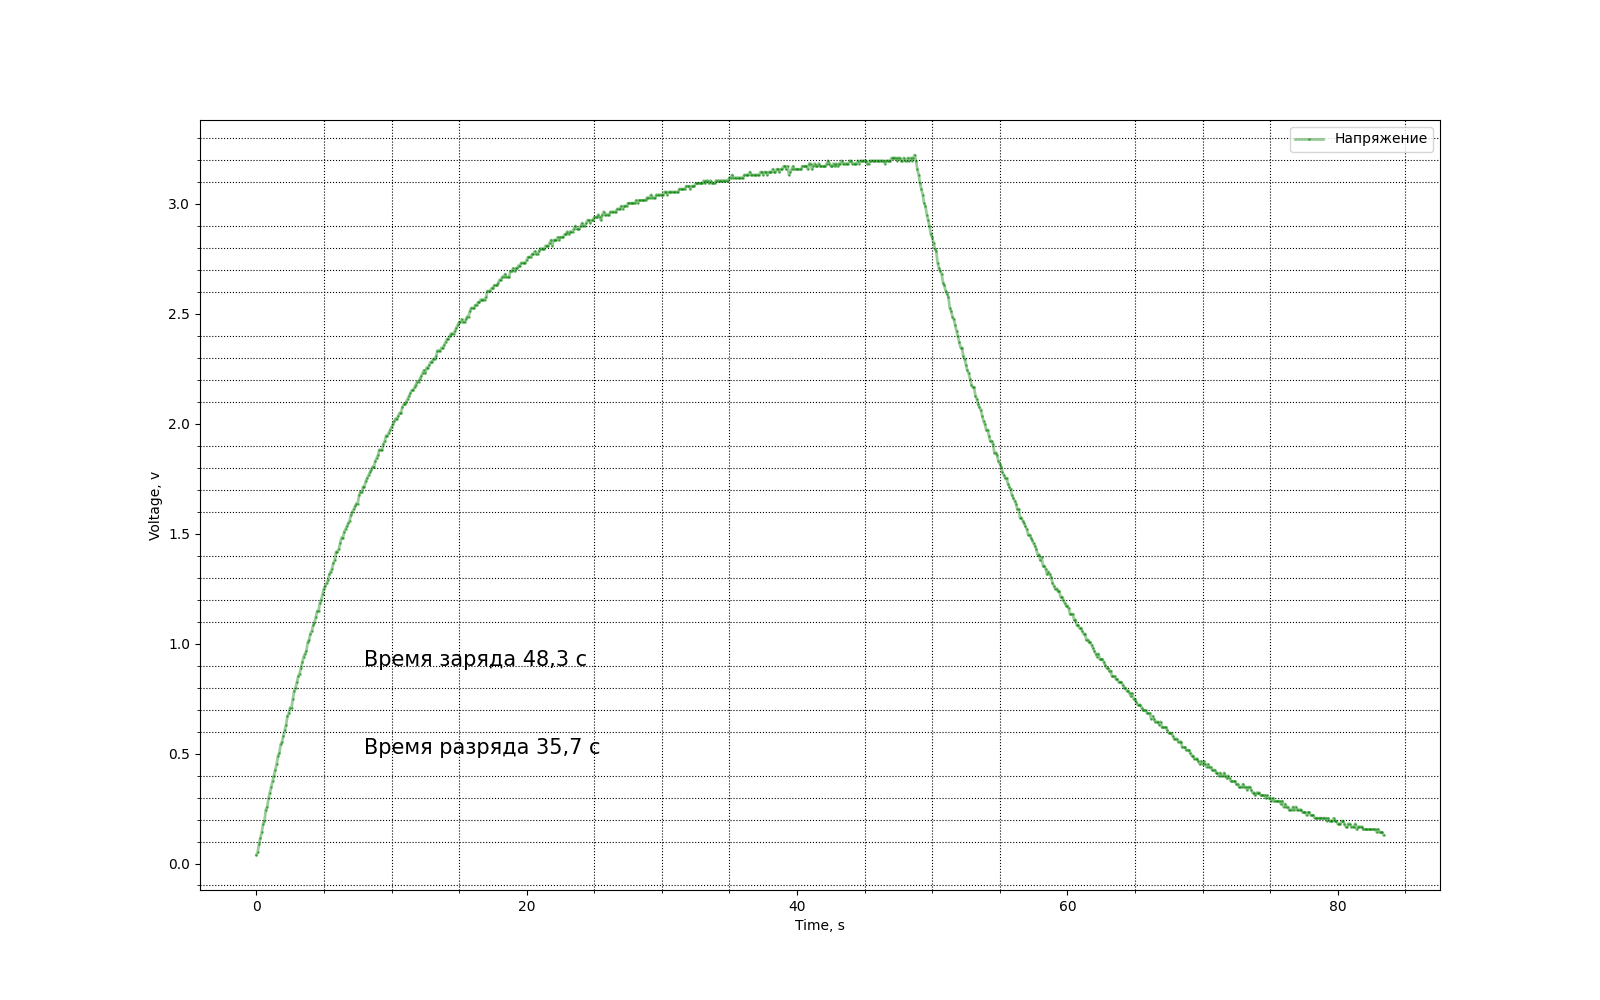 Напряжение
3.0
2.5
2.0
1.5
1.0
0.5
0.0
Voltage, v
Время заряда 48,3 с
Время разряда 35,7 с
0 20 40 60 80
Time, s